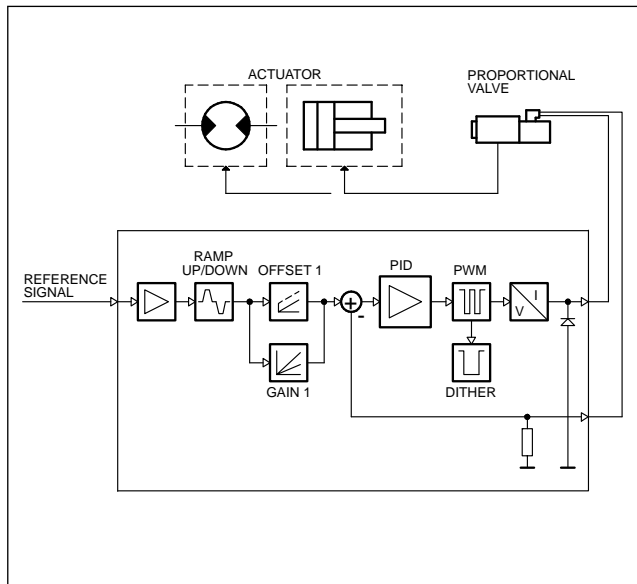 ACTUATOR
PROPORTIONAL
VALVE
REFERENCE
SIGNAL
RAMP
UP/DOWN
OFFSET 1
PID
PWM
I
V
GAIN 1
DITHER